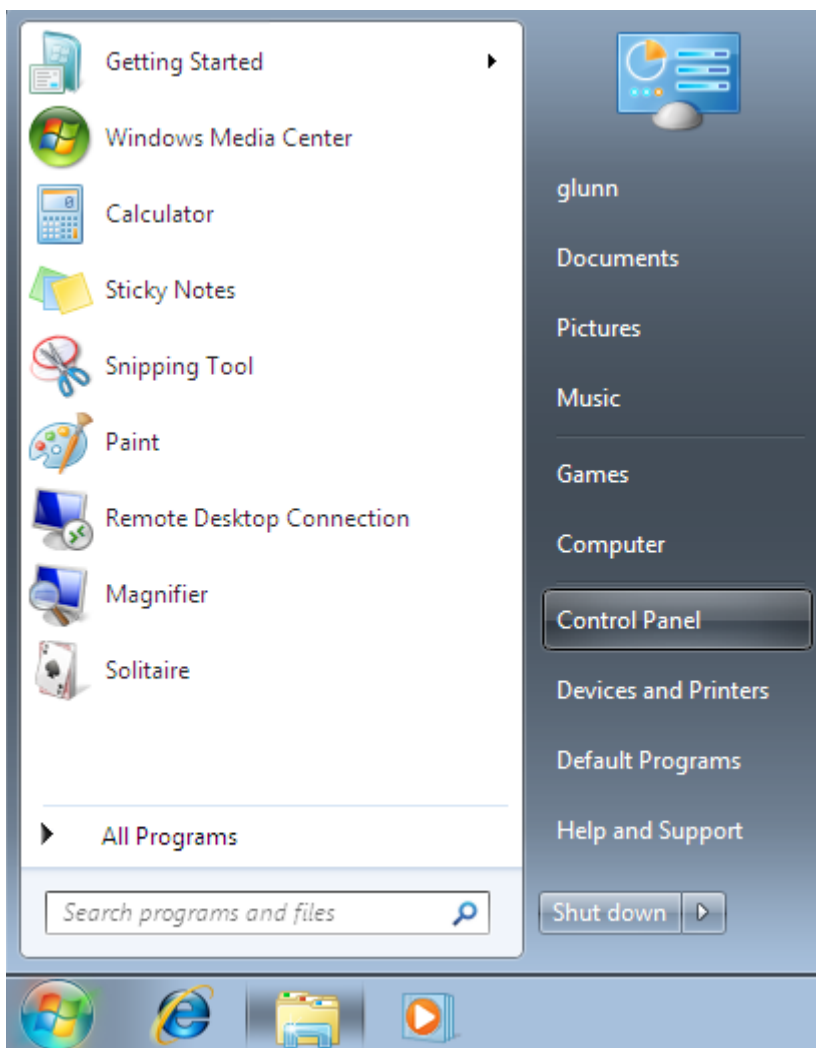 Getting Started
Windows Media Center
Calculator
Sticky Notes
Snipping Tool
Paint
Remote Desktop Connection
Magnifier
Solitaire
All Programs
Search programs and files
glunn
Documents
Pictures
Music
Games
Computer
Control Panel
Devices and Printers
Default Programs
Help and Support
Shut down